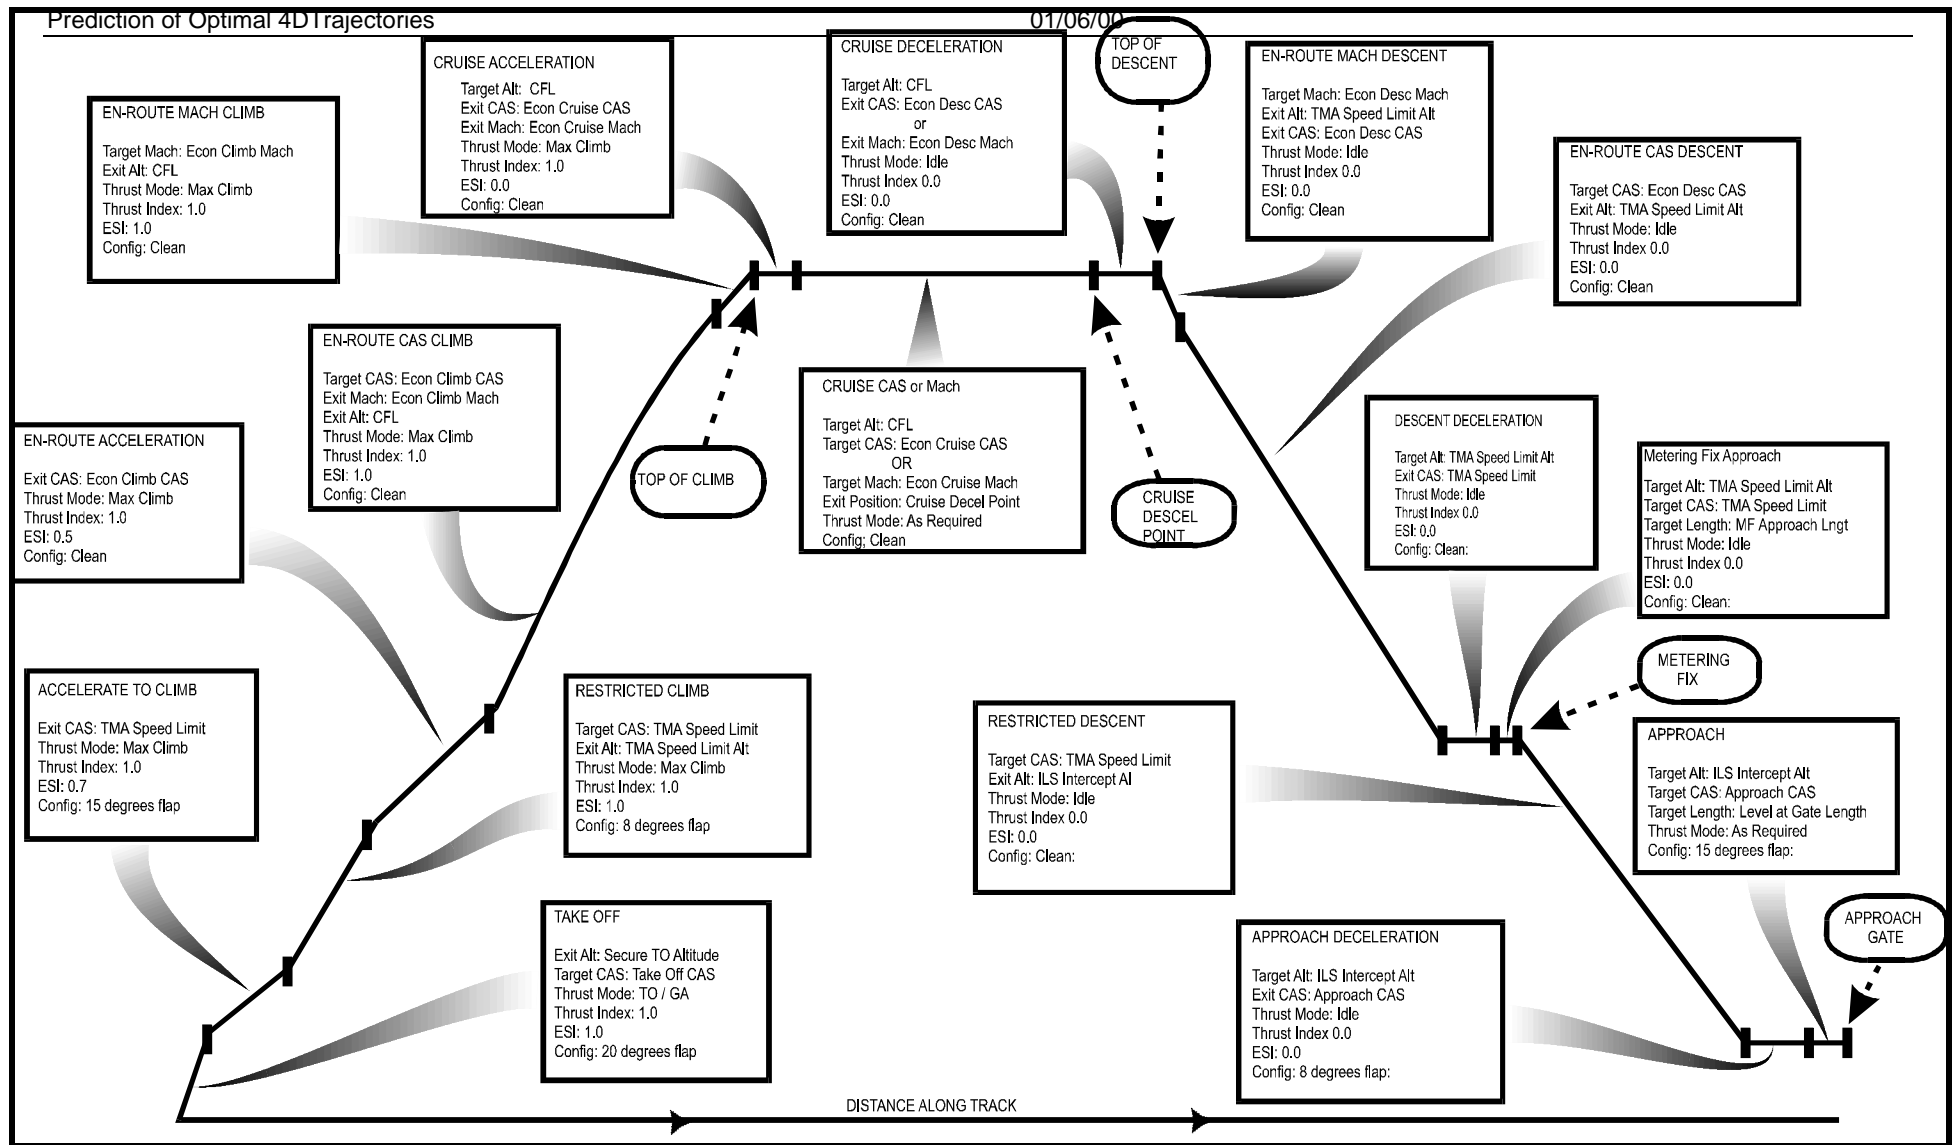 Prediction of Optimal 4DTrajectories
01/06/00
EN-ROUTE MACH CLIMB
Target Mach: Econ Climb Mach
Exit Alt: CFL
Thrust Mode: Max Climb
Thrust Index: 1.0
ESI: 1.0
Config: Clean
CRUISE ACCELERATION
Target Alt: CFL
Exit CAS: Econ Cruise CAS
Exit Mach: Econ Cruise Mach
Thrust Mode: Max Climb
Thrust Index: 1.0
ESI: 0.0
Config: Clean
CRUISE DECELERATION
Target Alt: CFL
Exit CAS: Econ Desc CAS
or
Exit Mach: Econ Desc Mach
Thrust Mode: Idle
Thrust Index 0.0
ESI: 0.0
Config: Clean
TOP OF
DESCENT
EN-ROUTE MACH DESCENT
Target Mach: Econ Desc Mach
Exit Alt: TMA Speed Limit Alt
Exit CAS: Econ Desc CAS
Thrust Mode: Idle
Thrust Index 0.0
ESI: 0.0
Config: Clean
EN-ROUTE CAS DESCENT
Target CAS: Econ Desc CAS
Exit Alt: TMA Speed Limit Alt
Thrust Mode: Idle
Thrust Index 0.0
ESI: 0.0
Config: Clean
EN-ROUTE CAS CLIMB
Target CAS: Econ Climb CAS
Exit Mach: Econ Climb Mach
Exit Alt: CFL
Thrust Mode: Max Climb
Thrust Index: 1.0
ESI: 1.0
Config: Clean
TOP OF CLIMB
CRUISE CAS or Mach
Target Alt: CFL
Target CAS: Econ Cruise CAS
OR
Target Mach: Econ Cruise Mach
Exit Position: Cruise Decel Point
Thrust Mode: As Required
Config; Clean
CRUISE
DESCEL
POINT
DESCENT DECELERATION
Target Alt: TMA Speed Limit Alt
Exit CAS: TMA Speed Limit
Thrust Mode: Idle
Thrust Index 0.0
ESI: 0.0
Config: Clean:
Metering Fix Approach
Target Alt: TMA Speed Limit Alt
Target CAS: TMA Speed Limit
Target Length: MF Approach Lngt
Thrust Mode: Idle
Thrust Index 0.0
ESI: 0.0
Config: Clean:
EN-ROUTE ACCELERATION
Exit CAS: Econ Climb CAS
Thrust Mode: Max Climb
Thrust Index: 1.0
ESI: 0.5
Config: Clean
METERING
FIX
ACCELERATE TO CLIMB
Exit CAS: TMA Speed Limit
Thrust Mode: Max Climb
Thrust Index: 1.0
ESI: 0.7
Config: 15 degrees flap
RESTRICTED CLIMB
Target CAS: TMA Speed Limit
Exit Alt: TMA Speed Limit Alt
Thrust Mode: Max Climb
Thrust Index: 1.0
ESI: 1.0
Config: 8 degrees flap
RESTRICTED DESCENT
Target CAS: TMA Speed Limit
Exit Alt: ILS Intercept Al
Thrust Mode: Idle
Thrust Index 0.0
ESI: 0.0
Config: Clean:
APPROACH
Target Alt: ILS Intercept Alt
Target CAS: Approach CAS
Target Length: Level at Gate Length
Thrust Mode: As Required
Config: 15 degrees flap:
TAKE OFF
Exit Alt: Secure TO Altitude
Target CAS: Take Off CAS
Thrust Mode: TO / GA
Thrust Index: 1.0
ESI: 1.0
Config: 20 degrees flap
APPROACH DECELERATION
Target Alt: ILS Intercept Alt
Exit CAS: Approach CAS
Thrust Mode: Idle
Thrust Index 0.0
ESI: 0.0
Config: 8 degrees flap:
APPROACH
GATE
DISTANCE ALONG TRACK